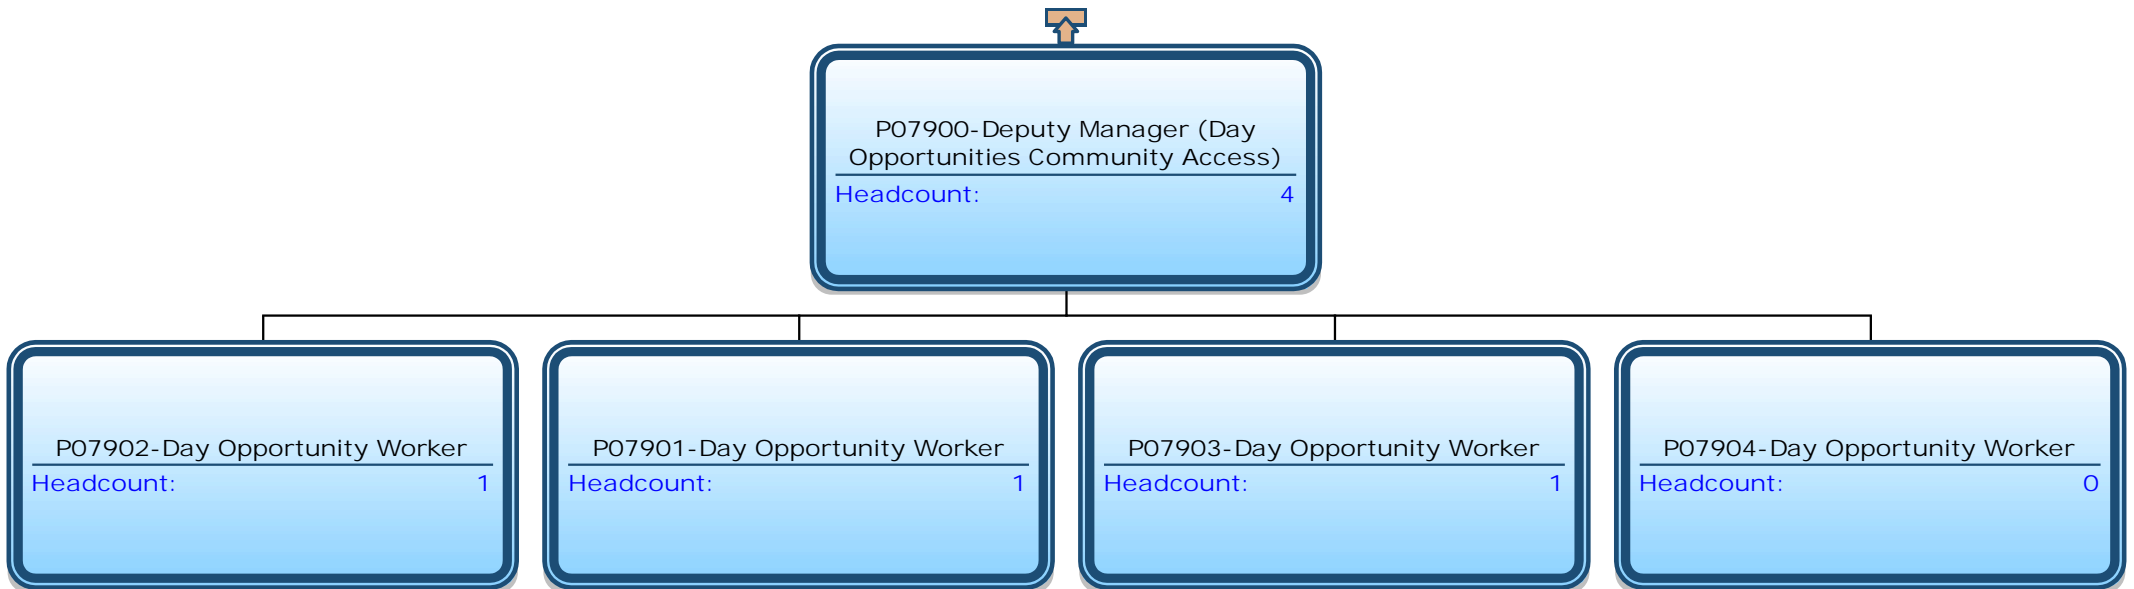 P07900-Deputy Manager (Day
Opportunities Community Access)
Headcount: 4
P07902-Day Opportunity Worker
Headcount: 1
P07901-Day Opportunity Worker
Headcount: 1
P07903-Day Opportunity Worker
Headcount: 1
P07904-Day Opportunity Worker
Headcount: 0